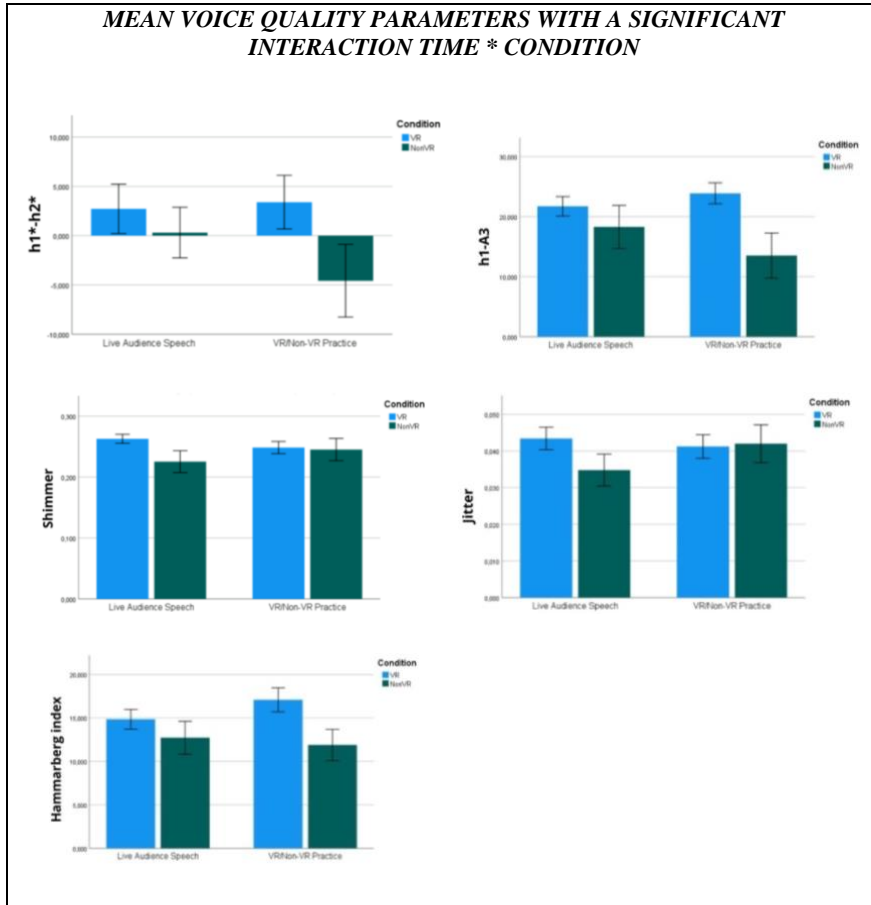 MEAN VOICE QUALITY PARAMETERS WITH A SIGNIFICANT
INTERACTION TIME * CONDITION
h1*-h2*
10,000
5,000
0,000
-5,000
-10,000
Live Audience Speech
VR/Non-VR Practice
Condition
VR
NonVR
h1-A3
30,000
20,000
10,000
0,000
Live Audience Speech
VR/Non-VR Practice
Condition
VR
NonVR
Shimmer
0,300
0,200
0,100
0,000
Live Audience Speech
VR/Non-VR Practice
Condition
VR
NonVR
Jitter
0,050
0,040
0,030
0,020
0,010
0,000
Live Audience Speech
VR/Non-VR Practice
Condition
VR
NonVR
Hammarberg index
20,000
15,000
10,000
5,000
0,000
Live Audience Speech
VR/Non-VR Practice
Condition
VR
NonVR